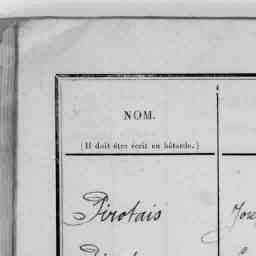 NOM.
(Il doit être écrit en bâtarde.)
Pirotais